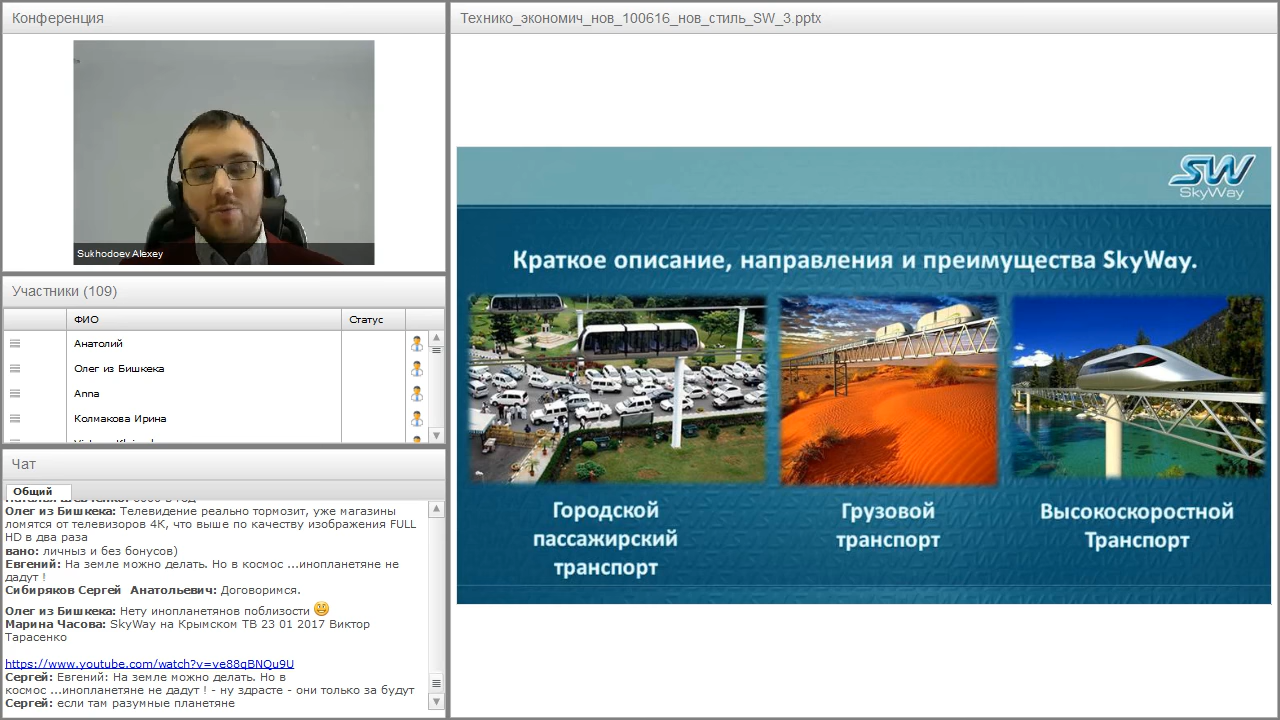 Конференция
Sukhodoev Alexey
Участники (109)
ФИО
Статус
Анатолий
Олег из Бишкека
Anna
Колмакова Ирина
Чат
Общий
Олег из Бишкека: Телевидение реально тормозит, уже магазины
ломятся от телевизоров 4К, что выше по качеству изображения FULL
HD в два раза
вано: личныз и без бонусов)
Евгений: На земле можно делать. Но в космос ...инопланетяне не
дадут !
Сибиряков Сергей Анатольевич: Договоримся.
Олег из Бишкека: Нету инопланетянов поблизости
Марина Часова: SkyWay на Крымском ТВ 23 01 2017 Виктор
Тарасенко
https://www.youtube.com/watch?v=ve88qBNQu9U
Сергей: Евгений: На земле можно делать. Но в
космос ...инопланетяне не дадут ! - ну здрасте - они только за будут
Сергей: если там разумные планетяне
Технико_экономич_нов_100616_нов_стиль_SW_3.pptx
SW
SkyWay
Краткое описание, направления и преимущества SkyWay.
Городской
пассажирский
транспорт
Грузовой
транспорт
Высокоскоростной
Транспорт